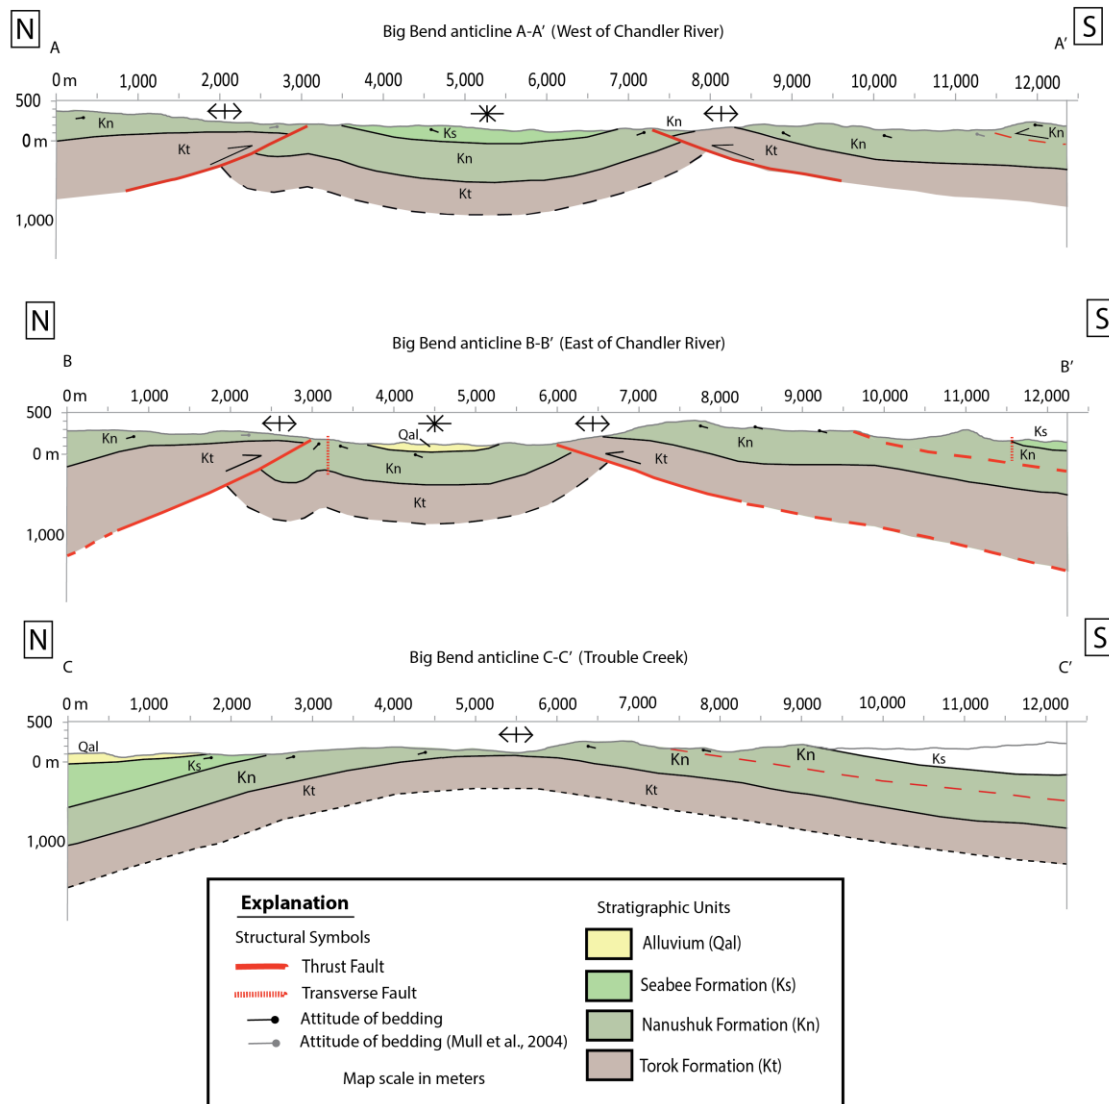 N
Big Bend anticline A-A' (West of Chandler River)
S
A
A'
0 m 1,000 2,000 3,000 4,000 5,000 6,000 7,000 8,000 9,000 10,000 11,000 12,000
500
Kn
Ks
Kn
Kn
0 m
Kt
Kn
Kt
Kn
Kt
1,000
N
S
Big Bend anticline B-B' (East of Chandler River)
B
B'
0 m 1,000 2,000 3,000 4,000 5,000 6,000 7,000 8,000 9,000 10,000 11,000 12,000
500
Kn
Qal
Kn
Ks
0 m
Kt
Kn
Kt
Kn
Kt
1,000
N
S
Big Bend anticline C-C' (Trouble Creek)
C
C'
0 m 1,000 2,000 3,000 4,000 5,000 6,000 7,000 8,000 9,000 10,000 11,000 12,000
500
Qal
0 m
Ks
Kn
Kn
Kn
Ks
Kt
Kt
1,000
Explanation
Structural Symbols
Thrust Fault
Transverse Fault
Attitude of bedding
Attitude of bedding (Mull et al., 2004)
Map scale in meters
Stratigraphic Units
Alluvium (Qal)
Seabee Formation (Ks)
Nanushuk Formation (Kn)
Torok Formation (Kt)